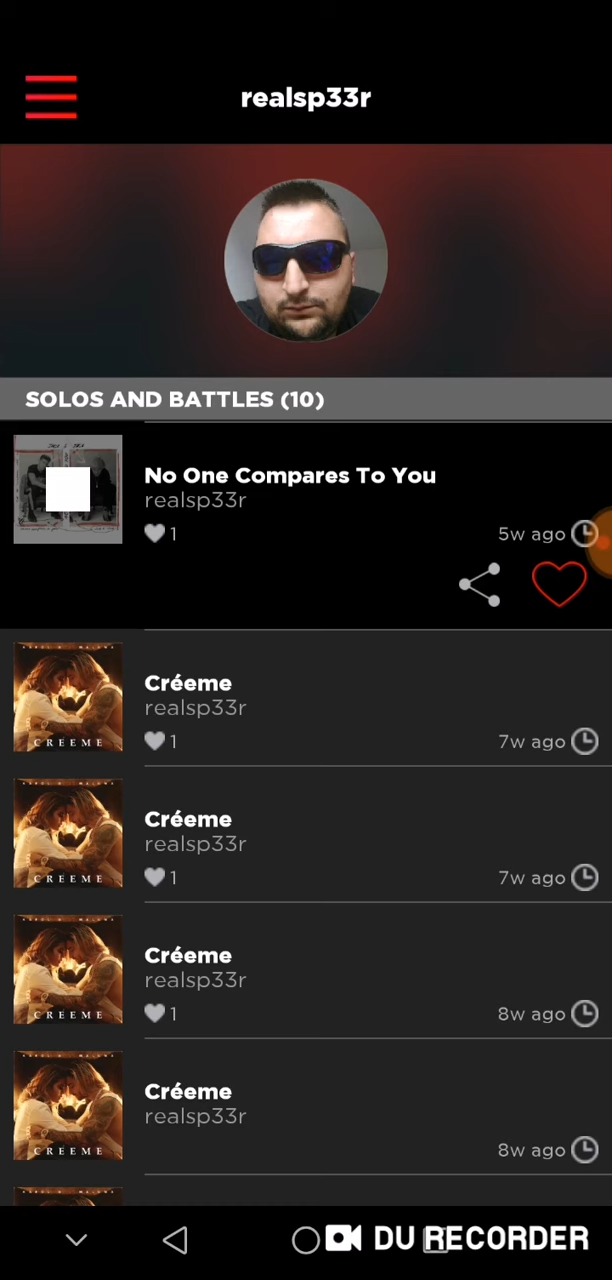 realsp33r
SOLOS AND BATTLES (10)
No One Compares To You
realsp33r
1
5w ago
Créeme
realsp33r
1
7w ago
CREEME
Créeme
realsp33r
1
7w ago
CREEME
Créeme
realsp33r
1
8w ago
CREEME
Créeme
realsp33r
8w ago
CREEME
DU RECORDER